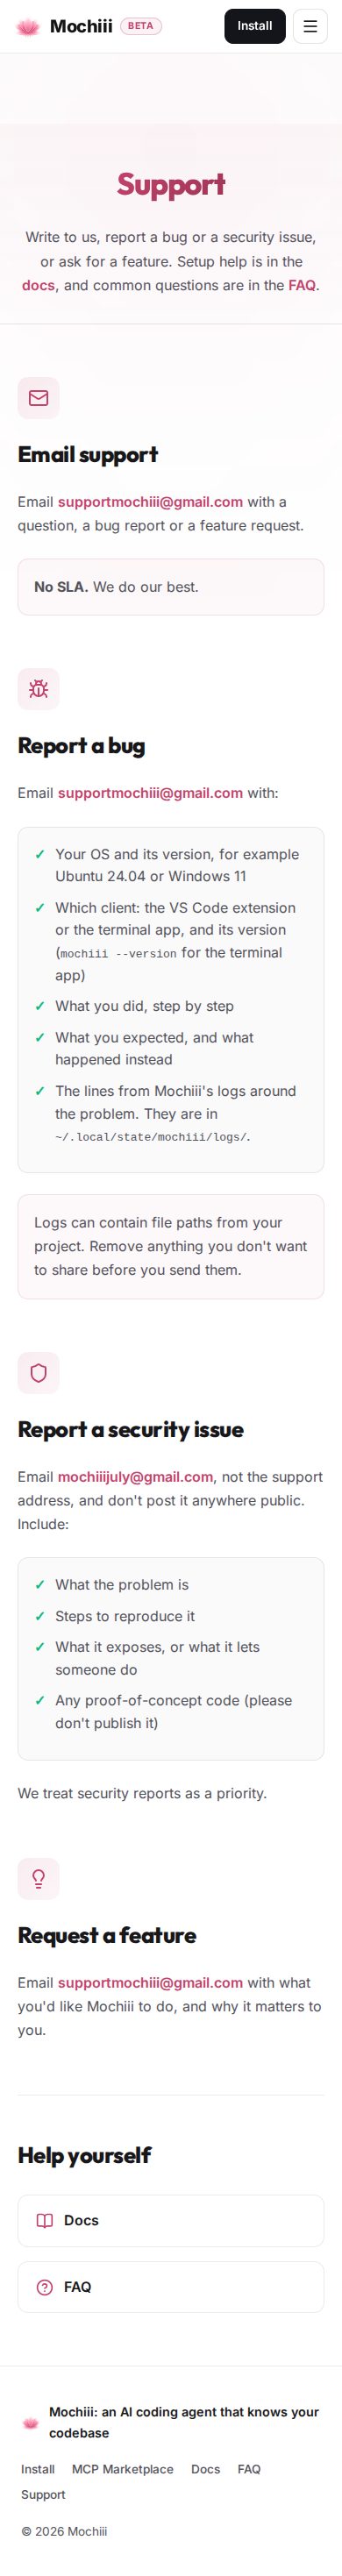 Mochiii BETA Install
Support
Write to us, report a bug or a security issue,
or ask for a feature. Setup help is in the
docs, and common questions are in the FAQ.
Email support
Email supportmochiii@gmail.com with a
question, a bug report or a feature request.
No SLA. We do our best.
Report a bug
Email supportmochiii@gmail.com with:
✓ Your OS and its version, for example
Ubuntu 24.04 or Windows 11
✓ Which client: the VS Code extension
or the terminal app, and its version
(mochiii --version for the terminal
app)
✓ What you did, step by step
✓ What you expected, and what
happened instead
✓ The lines from Mochiii's logs around
the problem. They are in
~/.local/state/mochiii/logs/.
Logs can contain file paths from your
project. Remove anything you don't want
to share before you send them.
Report a security issue
Email mochiiijuly@gmail.com, not the support
address, and don't post it anywhere public.
Include:
✓ What the problem is
✓ Steps to reproduce it
✓ What it exposes, or what it lets
someone do
✓ Any proof-of-concept code (please
don't publish it)
We treat security reports as a priority.
Request a feature
Email supportmochiii@gmail.com with what
you'd like Mochiii to do, and why it matters to
you.
Help yourself
Docs
FAQ
Mochiii: an AI coding agent that knows your
codebase
Install MCP Marketplace Docs FAQ
Support
© 2026 Mochiii